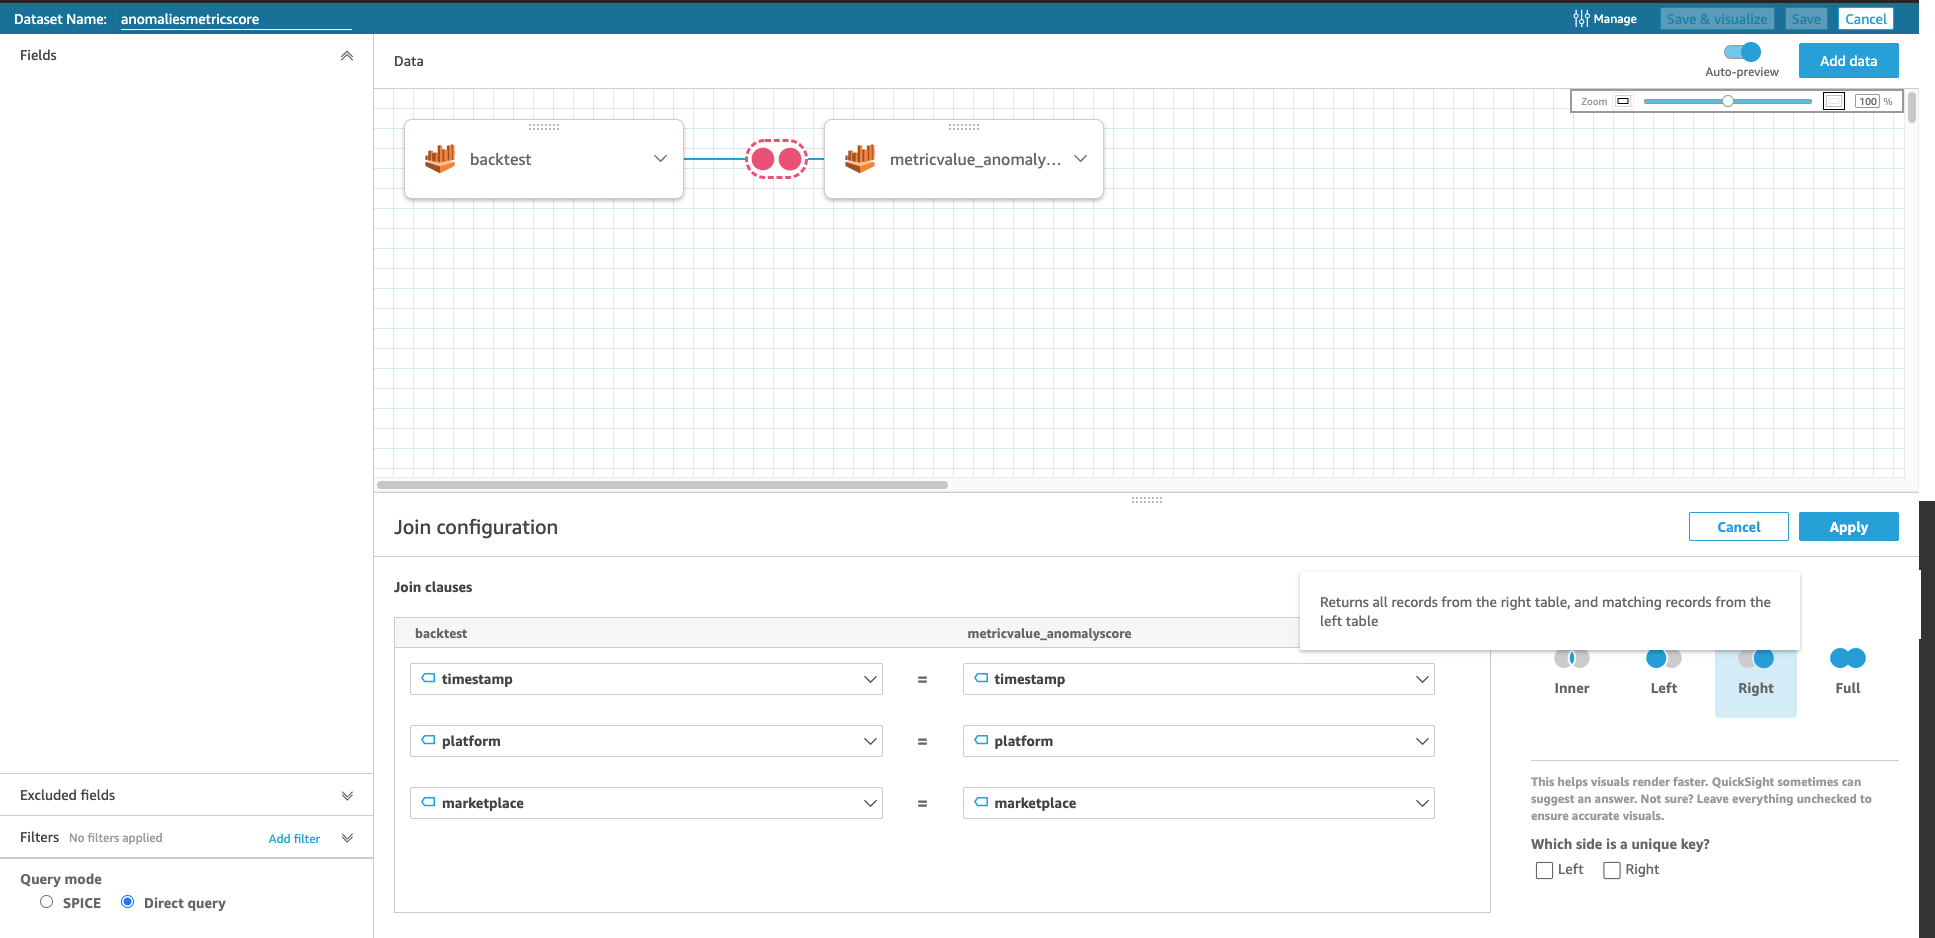 Dataset Name: anomaliesmetricscore
Manage
Save & visualize
Save
Cancel
Fields
Data
Auto-preview
Add data
Zoom
100 %
backtest
metricvalue_anomaly...
Join configuration
Cancel
Apply
Join clauses
Returns all records from the right table, and matching records from the
left table
backtest
metricvalue_anomalyscore
timestamp = timestamp
platform = platform
marketplace = marketplace
Inner
Left
Right
Full
This helps visuals render faster. QuickSight sometimes can
suggest an answer. Not sure? Leave everything unchecked to
ensure accurate visuals.
Which side is a unique key?
Left
Right
Excluded fields
Filters No filters applied Add filter
Query mode
SPICE
Direct query